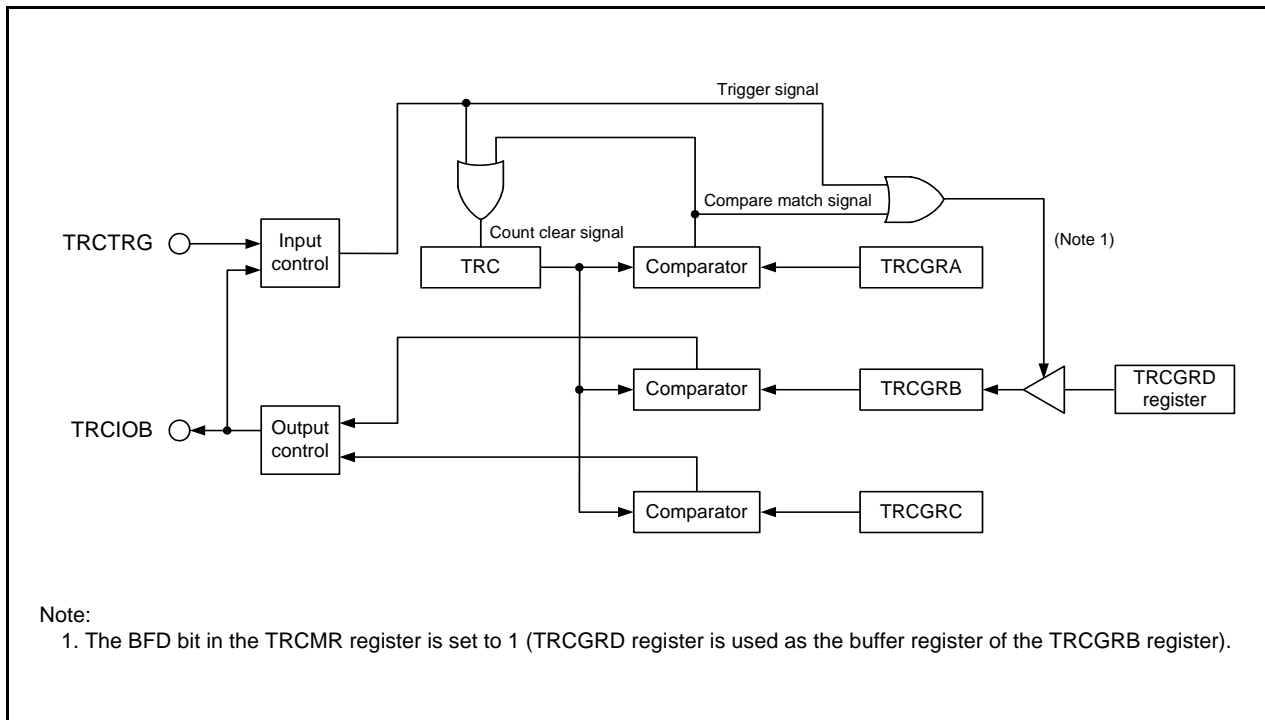 Trigger signal
Compare match signal
TRCTRG
Input
control
Count clear signal
(Note 1)
TRC
Comparator
TRCGRA
Comparator
TRCGRB
TRCGRD
register
TRCIOB
Output
control
Comparator
TRCGRC
Note:
1. The BFD bit in the TRCMR register is set to 1 (TRCGRD register is used as the buffer register of the TRCGRB register).